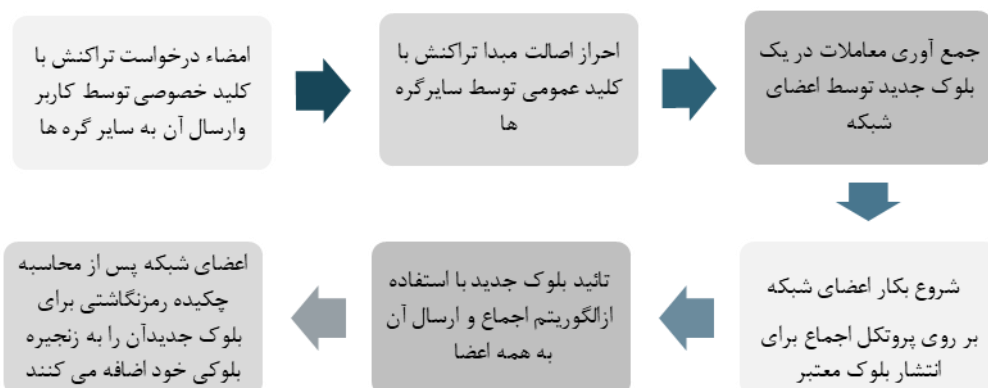 امضاء درخواست تراکنش با
کلید خصوصی توسط کاربر
وارسال آن به سایر گره ها
احراز اصالت مبدا تراکنش با
کلید عمومی توسط سایرگره
ها
جمع آوری معاملات در یک
بلوک جدید توسط اعضای
شبکه
شروع بکار اعضای شبکه
بر روی پروتکل اجماع برای
انتشار بلوک معتبر
تائید بلوک جدید با استفاده
ازالگوریتم اجماع و ارسال آن
به همه اعضا
اعضای شبکه پس از محاسبه
چکیده رمزنگاشتی برای
بلوک جدیدآن را به زنجیره
بلوکی خود اضافه می کنند